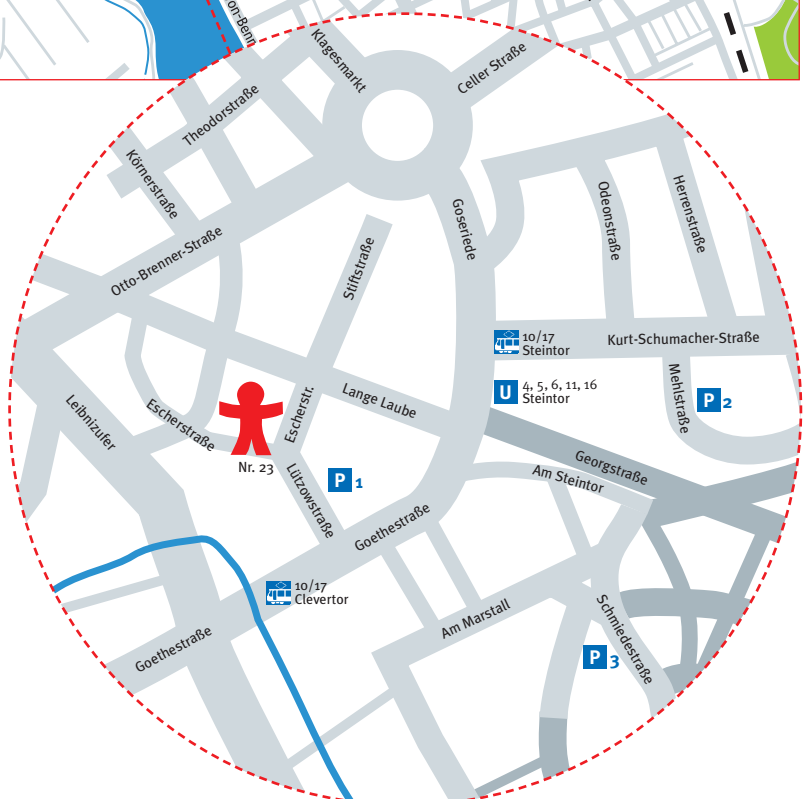 on-Benn
Klagesmarkt
Celler Straße
Theodorstraße
Körnerstraße
Goseriede
Odeonstraße
Herrenstraße
Otto-Brenner-Straße
Stiftstraße
10/17
Steintor
Kurt-Schumacher-Straße
U
4, 5, 6, 11, 16
Steintor
Mehlstraße
P 2
Lange Laube
Escherstr.
Leibnizufer
Escherstraße
Nr. 23
Lützowstraße
P 1
Georgstraße
Am Steintor
Goethestraße
10/17
Clevertor
Am Marstall
Schmiedestraße
Goethestraße
P 3